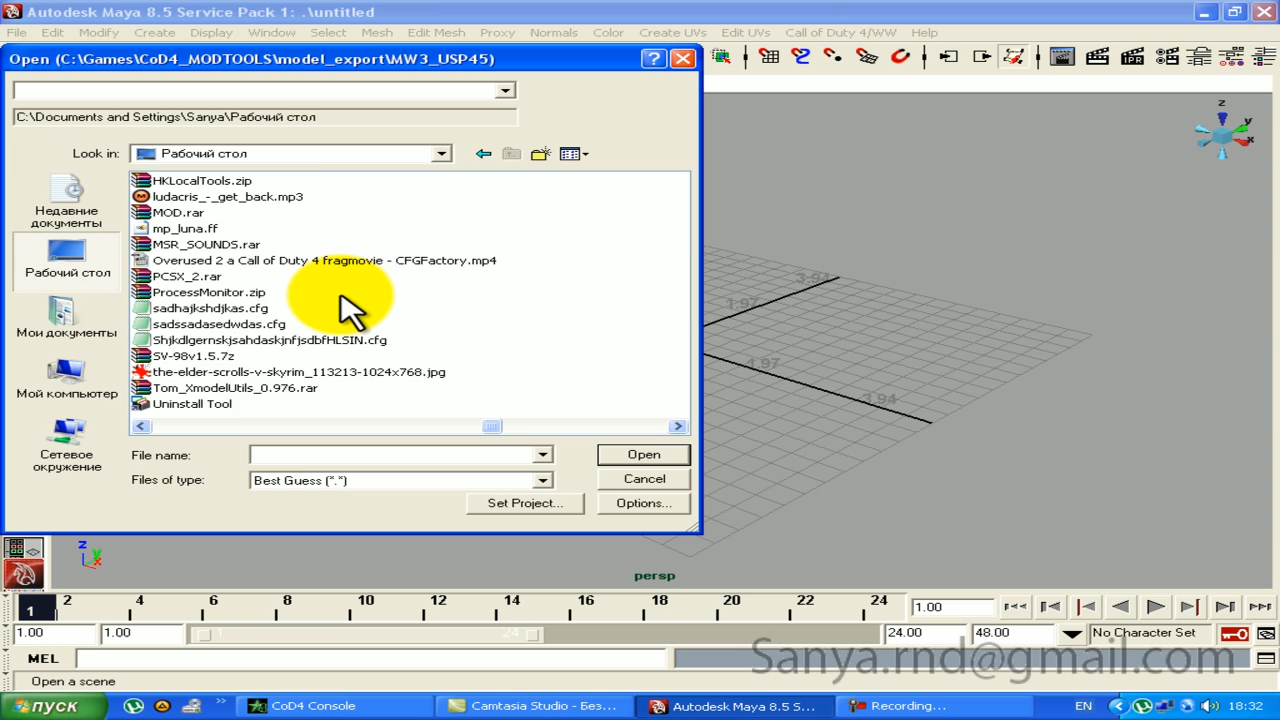 Autodesk Maya 8.5 Service Pack 1: .\untitled
File Edit Modify Create Display Window Select Mesh Edit Mesh Proxy Normals Color Create UVs Edit UVs Call of Duty 4/WW Help
Open (C:\Games\CoD4_MODTOOLS\model_export\MW3_USP45)
IPR
C:\Documents and Settings\Sanya\Рабочий стол
Look in: Рабочий стол
HKLocalTools.zip
ludacris_-_get_back.mp3
MOD.rar
mp_luna.ff
MSR_SOUNDS.rar
Overused 2 a Call of Duty 4 fragmovie - CFGFactory.mp4
PCSX_2.rar
ProcessMonitor.zip
sadhajkshdjkas.cfg
sadssadasedwdas.cfg
ShjkdlgernskjsahdaskjnfjsdbfHLSIN.cfg
SV-98v1.5.7z
the-elder-scrolls-v-skyrim_113213-1024x768.jpg
Tom_XmodelUtils_0.976.rar
Uninstall Tool
Недавние документы
Рабочий стол
Мои документы
Мой компьютер
Сетевое окружение
File name: Open
Files of type: Best Guess (*.*) Cancel
Set Project... Options...
z
y
x
3.94
1.97
1.97
3.94
z
y
x
persp
1 2 4 6 8 10 12 14 16 18 20 22 24 1.00
1.00 1.00 1 24 24.00 48.00 No Character Set
MEL
Sanya.rnd@gmail.com
Open a scene
пуск CoD4 Console Camtasia Studio - Без... Autodesk Maya 8.5 S... Recording... EN 18:32